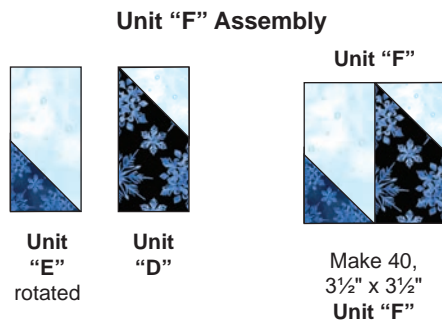 Unit “F” Assembly
Unit “F”
Unit
“E”
rotated
Unit
“D”
Make 40,
3½" x 3½"
Unit “F”